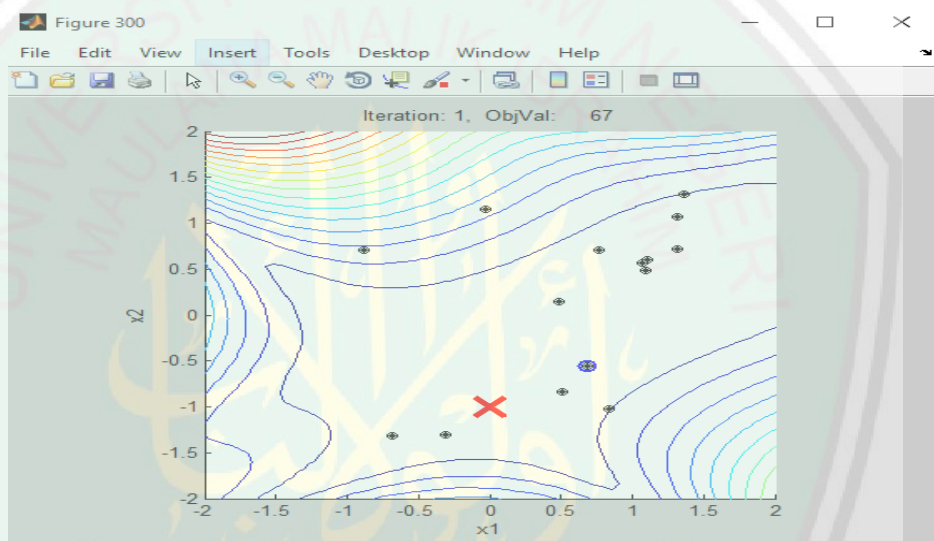 Figure 300
File Edit View Insert Tools Desktop Window Help
Iteration: 1, ObjVal: 67
2
1.5
1
0.5
0
-0.5
-1
-1.5
-2
x2
-2 -1.5 -1 -0.5 0 0.5 1 1.5 2
x1